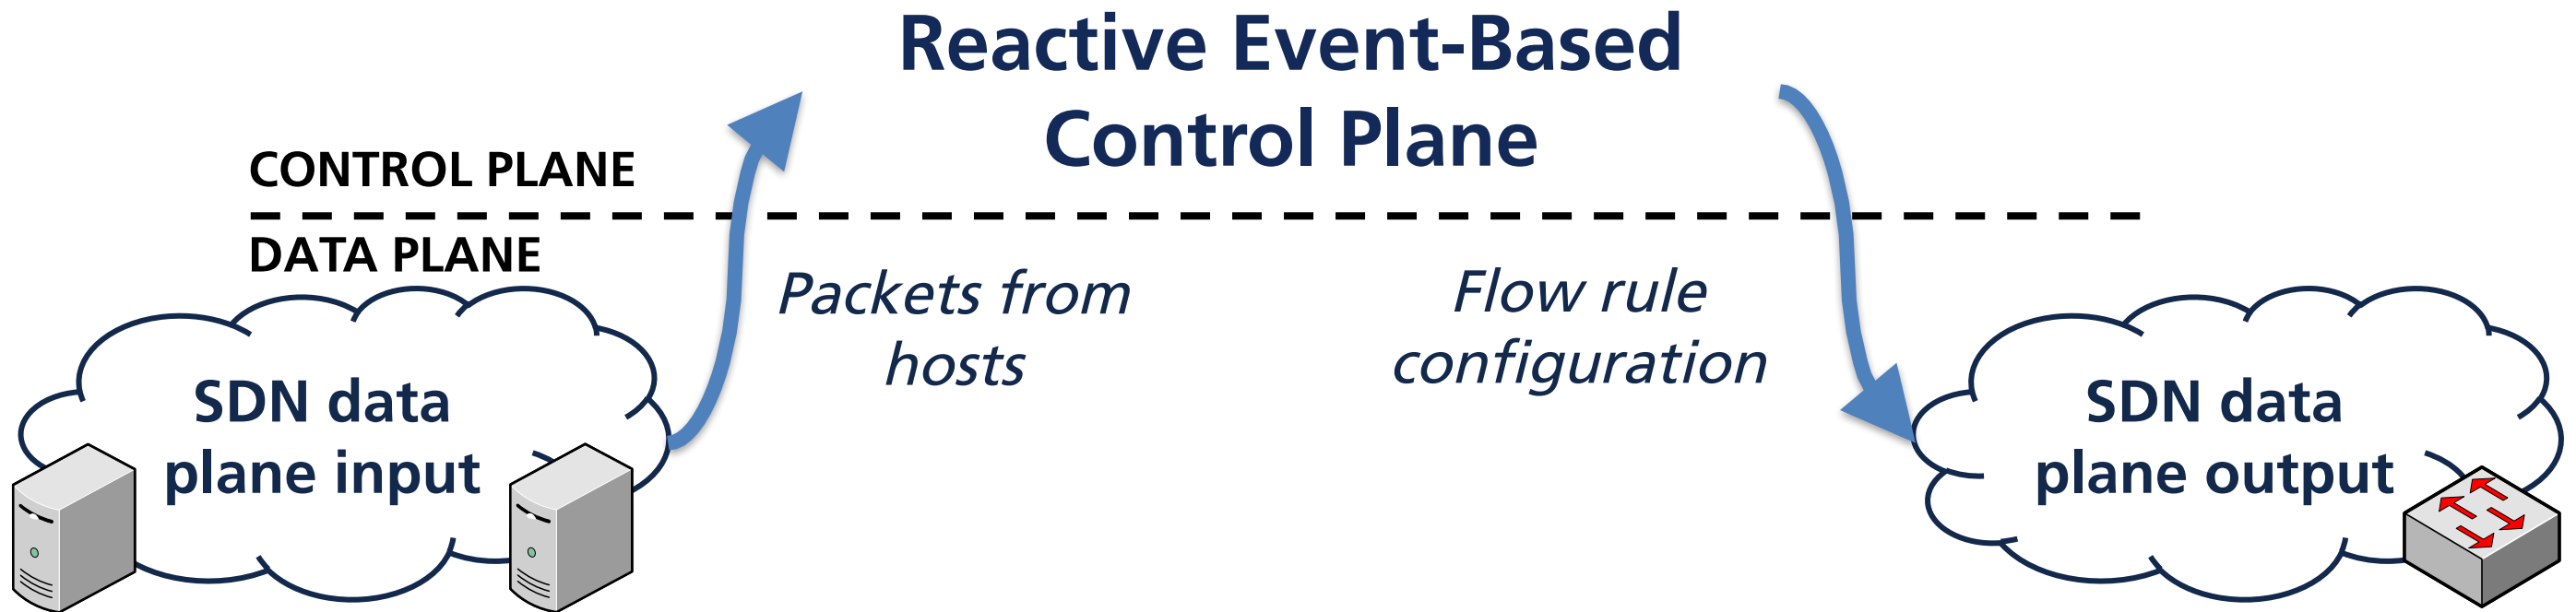 Reactive Event-Based
Control Plane
CONTROL PLANE
DATA PLANE
Packets from
hosts
Flow rule
configuration
SDN data
plane input
SDN data
plane output